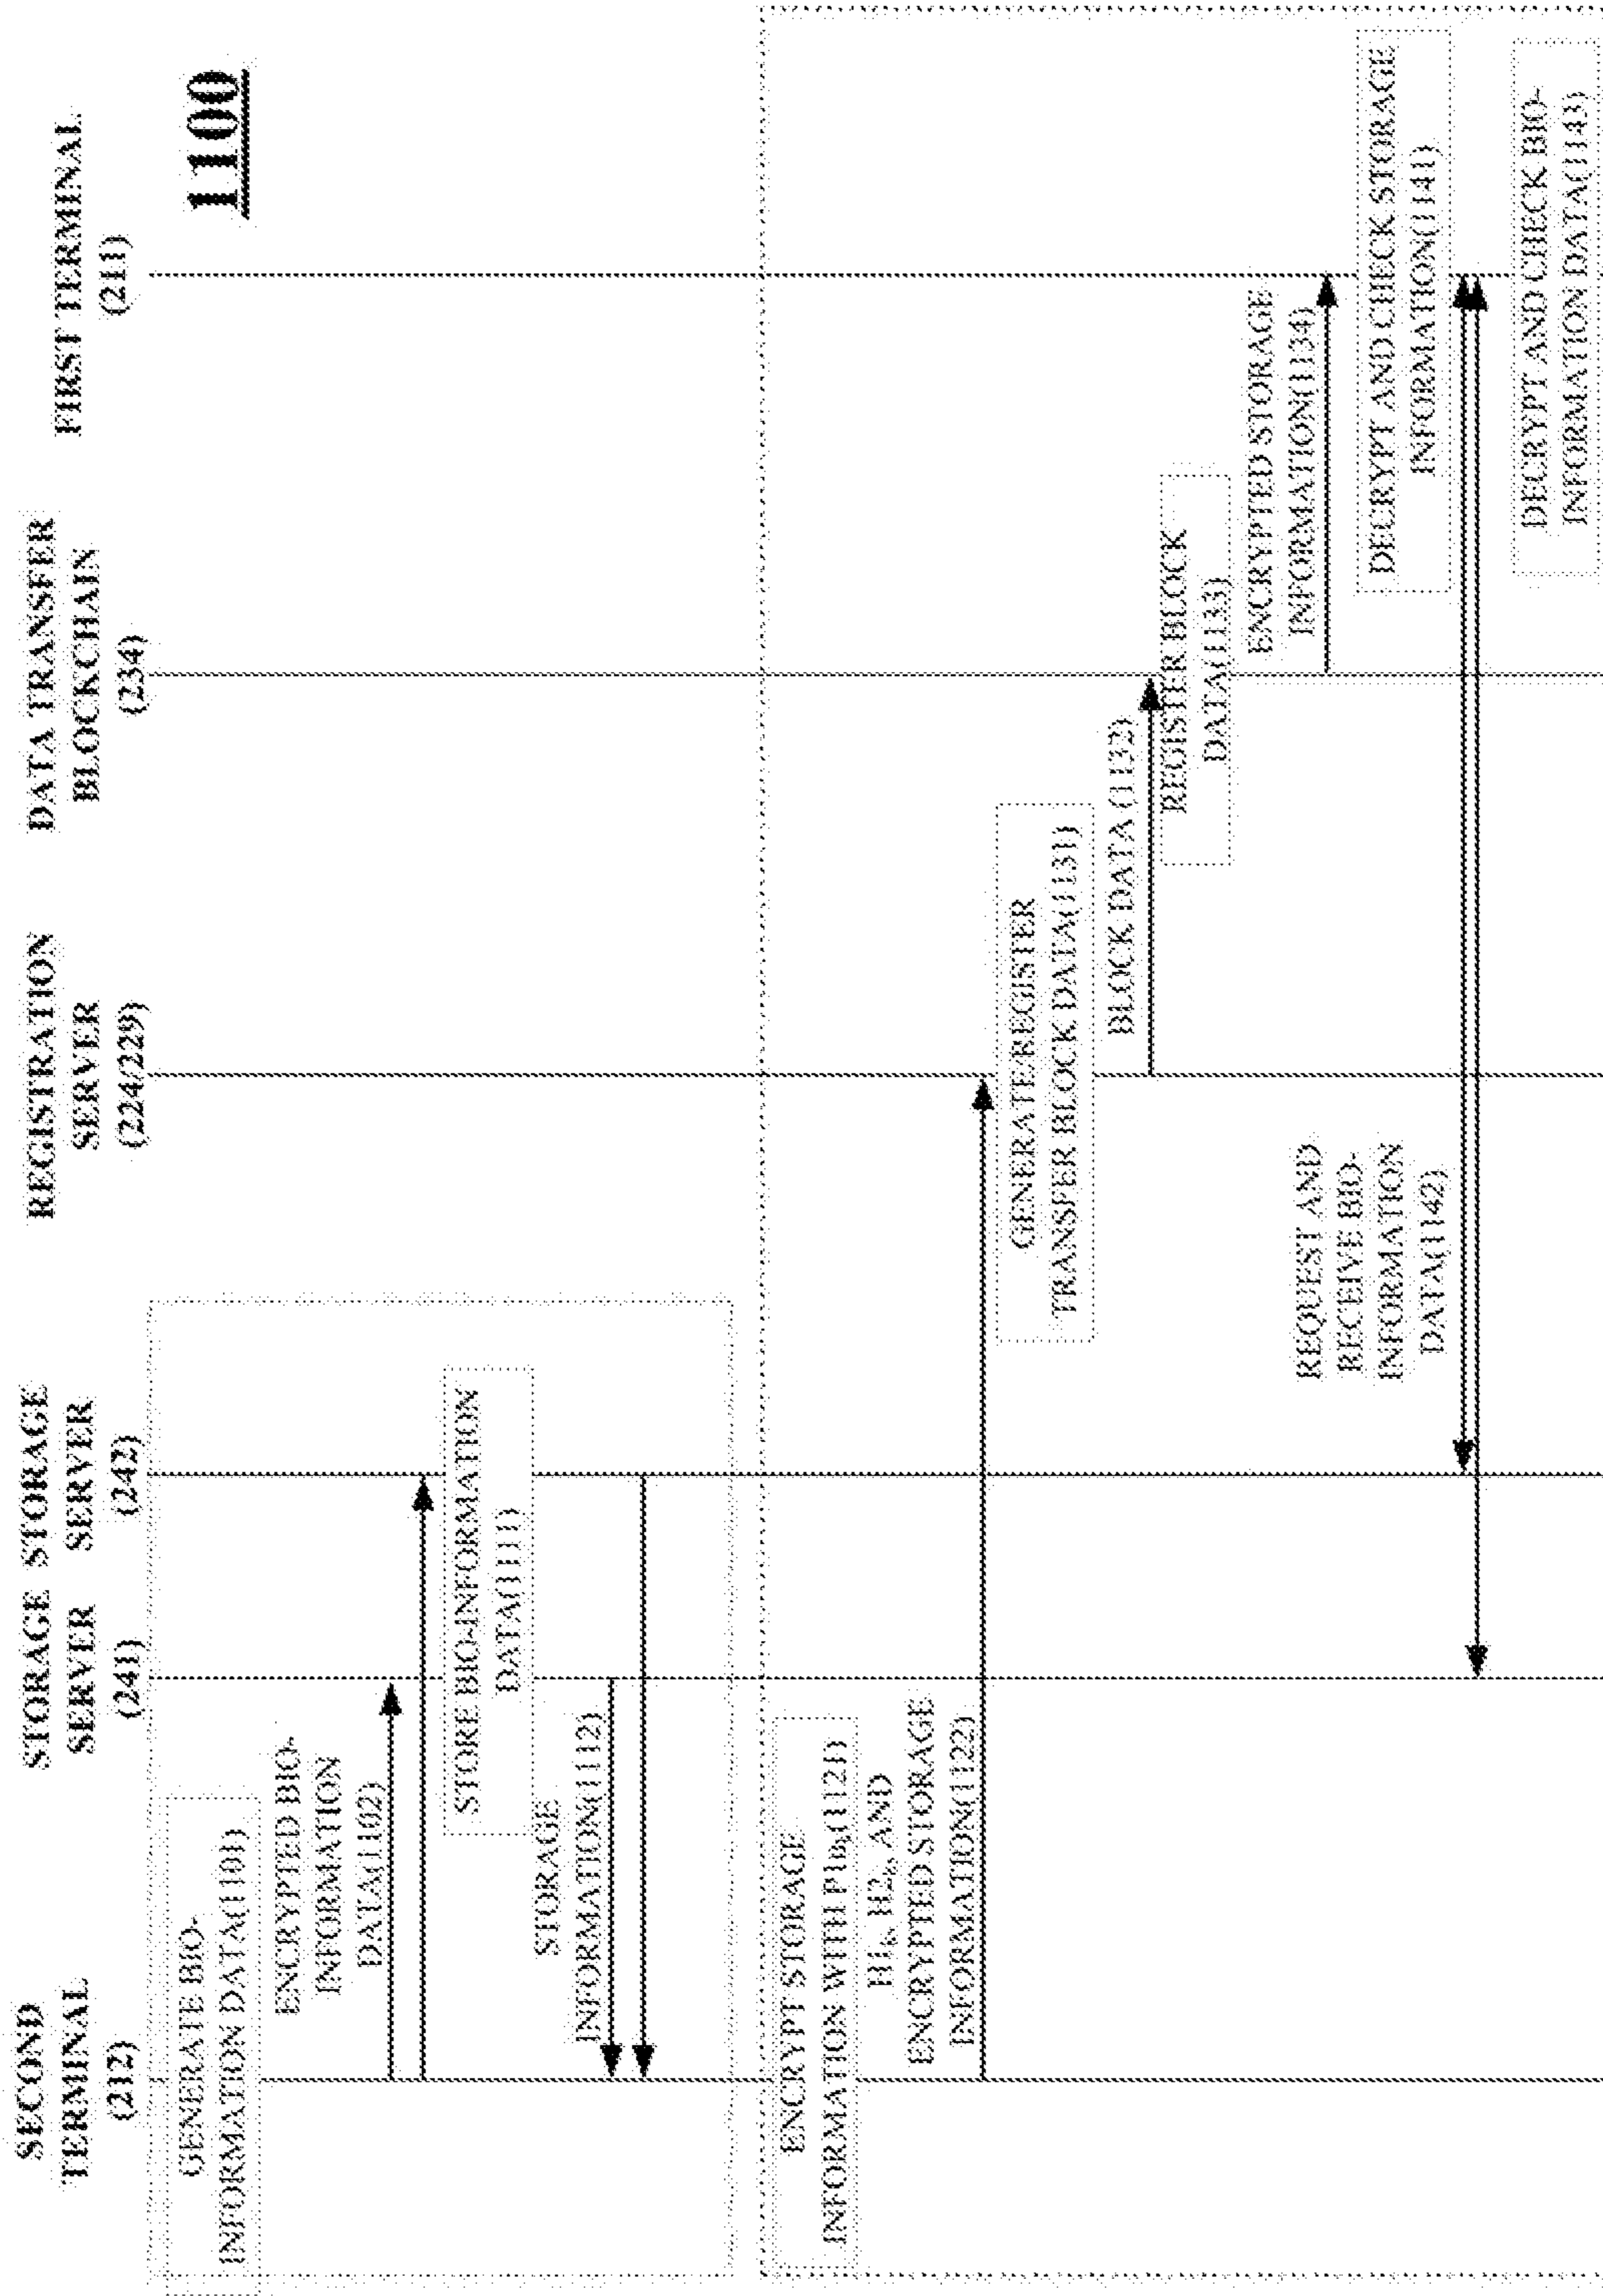 1100
SECOND
TERMINAL
(212)
STORAGE
SERVER
(241)
STORAGE
SERVER
(242)
REGISTRATION
SERVER
(224/229)
DATA TRANSFER
BLOCKCHAIN
(234)
FIRST TERMINAL
(211)
GENERATE BIO-
INFORMATION DATA(1101)
ENCRYPTED BIO-
INFORMATION
DATA(1102)
STORE BIO-INFORMATION
DATA(1111)
STORAGE
INFORMATION(1112)
ENCRYPT STORAGE
INFORMATION WITH
H2
AND
ENCRYPTED STORAGE
INFORMATION(1122)
GENERATE/REGISTER
TRANSFER BLOCK DATA(1131)
BLOCK DATA (1132)
REGISTER BLOCK
DATA(1133)
ENCRYPTED STORAGE
INFORMATION(1134)
DECRYPT AND CHECK STORAGE
INFORMATION(1141)
REQUEST AND
RECEIVE BIO-
INFORMATION
DATA(1142)
DECRYPT AND CHECK BIO-
INFORMATION DATA(1143)